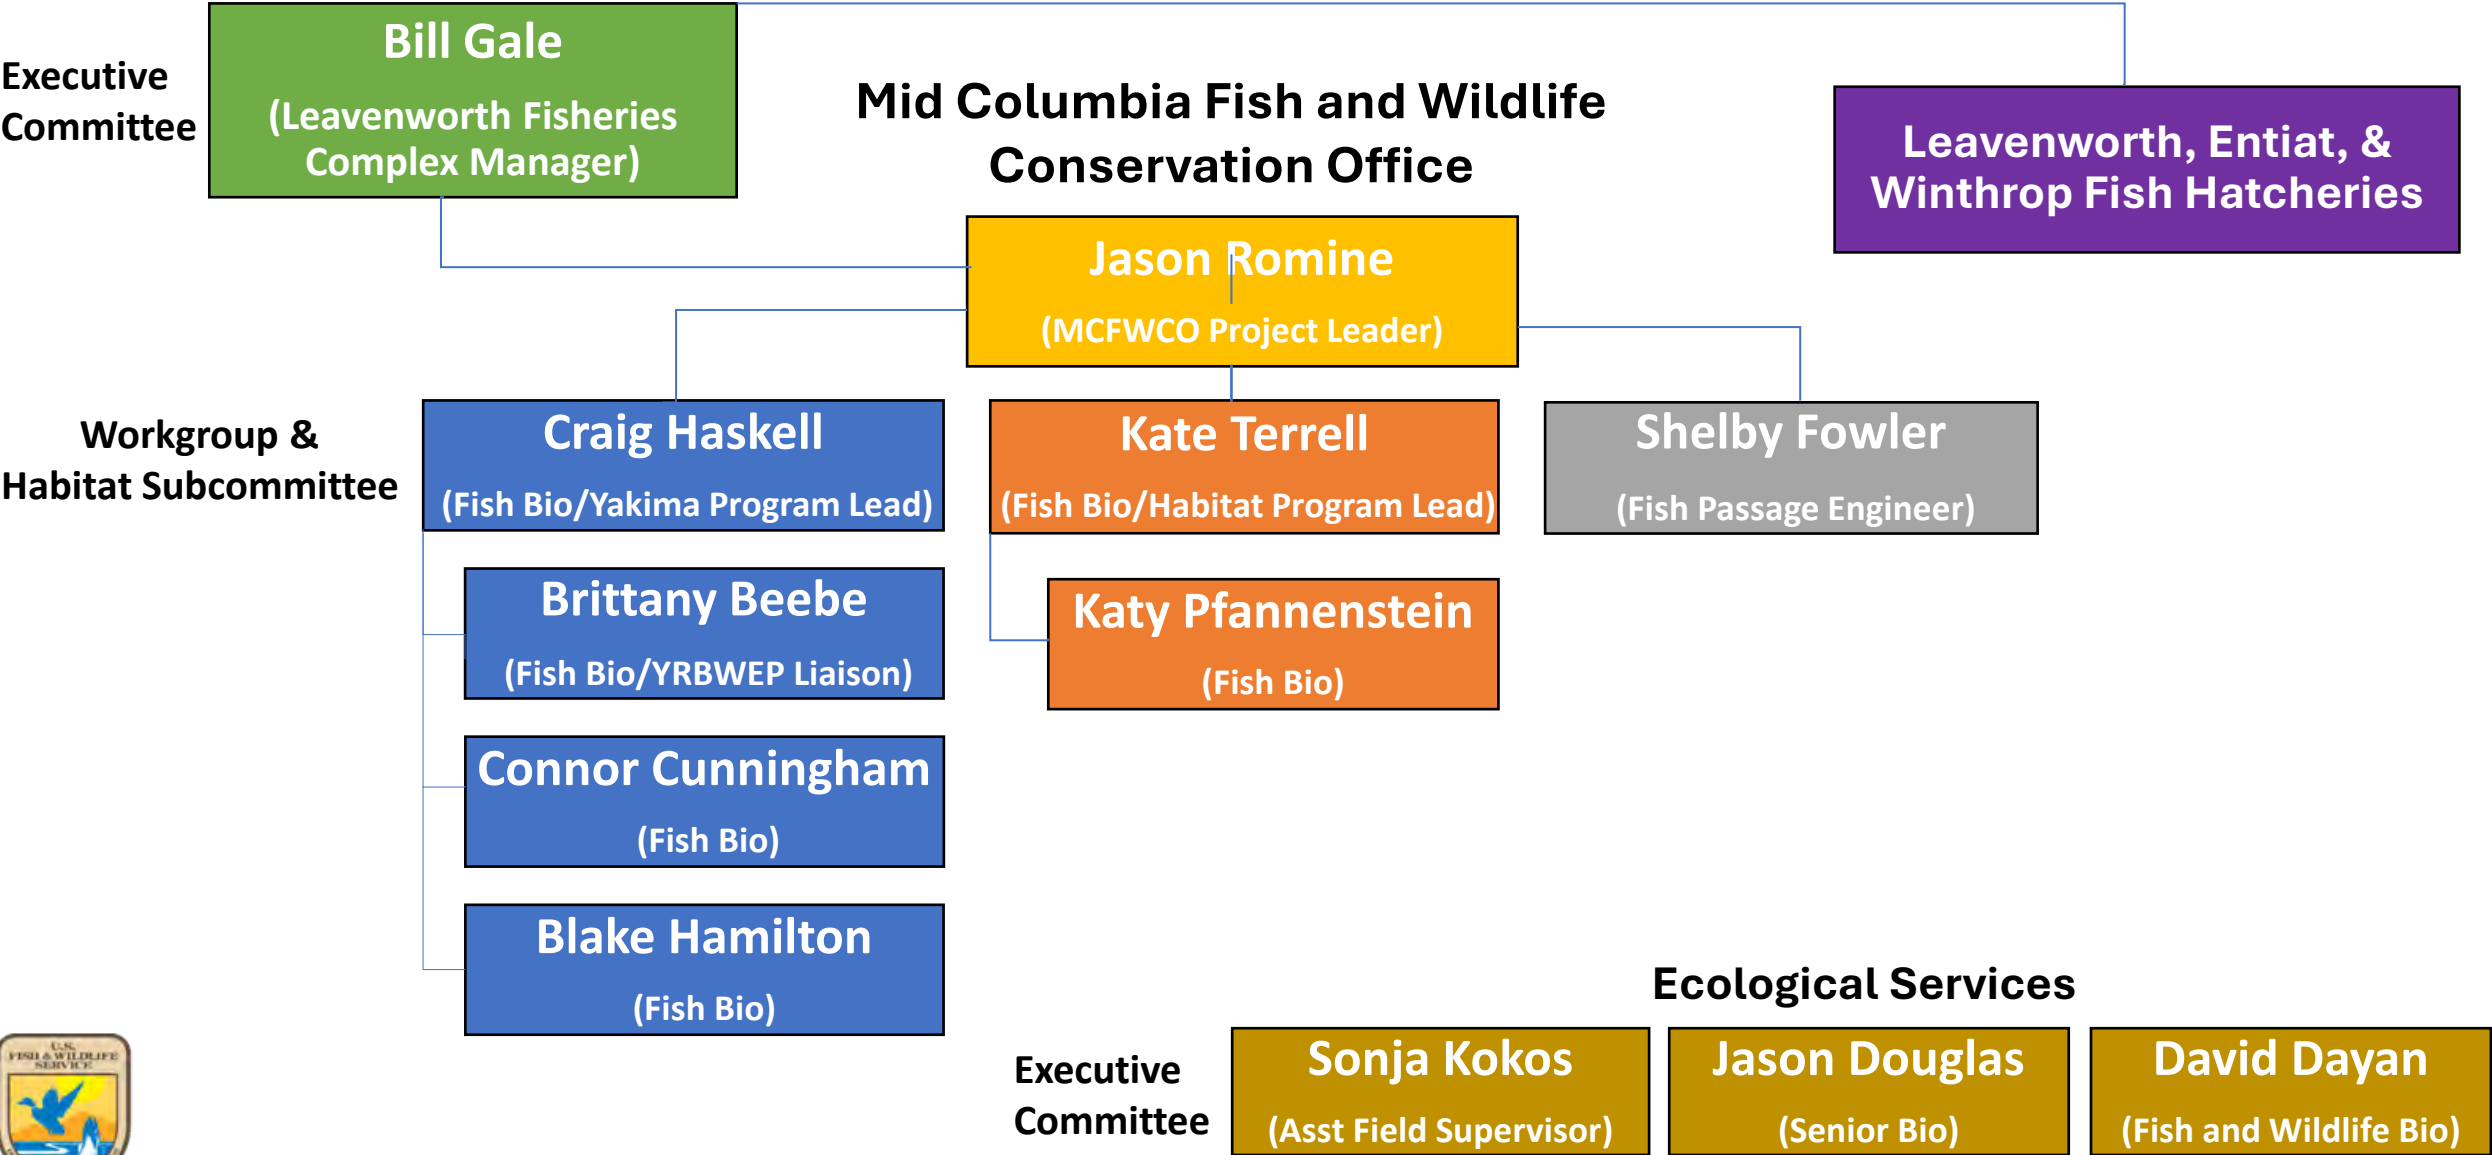 Bill Gale
(Leavenworth Fisheries
Complex Manager)
Executive
Committee
Mid Columbia Fish and Wildlife
Conservation Office
Leavenworth, Entiat, &
Winthrop Fish Hatcheries
Jason Romine
(MCFWCO Project Leader)
Workgroup &
Habitat Subcommittee
Craig Haskell
(Fish Bio/Yakima Program Lead)
Kate Terrell
(Fish Bio/Habitat Program Lead)
Shelby Fowler
(Fish Passage Engineer)
Brittany Beebe
(Fish Bio/YRBWEP Liaison)
Katy Pfannenstein
(Fish Bio)
Connor Cunningham
(Fish Bio)
Blake Hamilton
(Fish Bio)
Ecological Services
Executive
Committee
Sonja Kokos
(Asst Field Supervisor)
Jason Douglas
(Senior Bio)
David Dayan
(Fish and Wildlife Bio)
U.S.
FISH & WILDLIFE
SERVICE